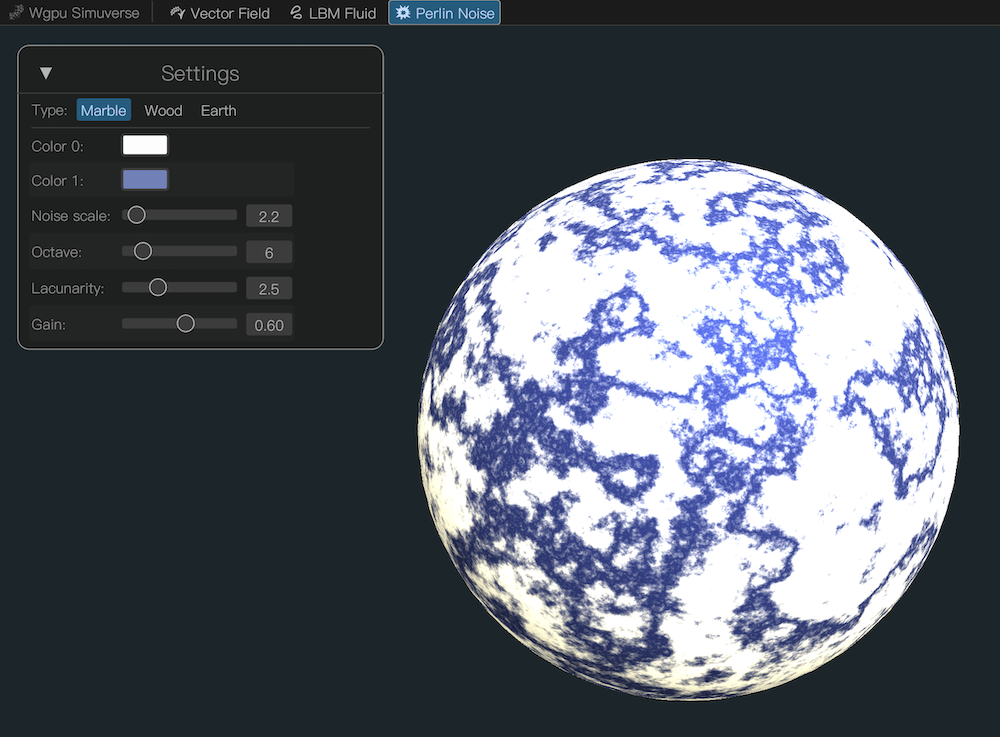 Wgpu Simuverse Vector Field LBM Fluid Perlin Noise
Settings
Type: Marble Wood Earth
Color 0:
Color 1:
Noise scale: 2.2
Octave: 6
Lacunarity: 2.5
Gain: 0.60